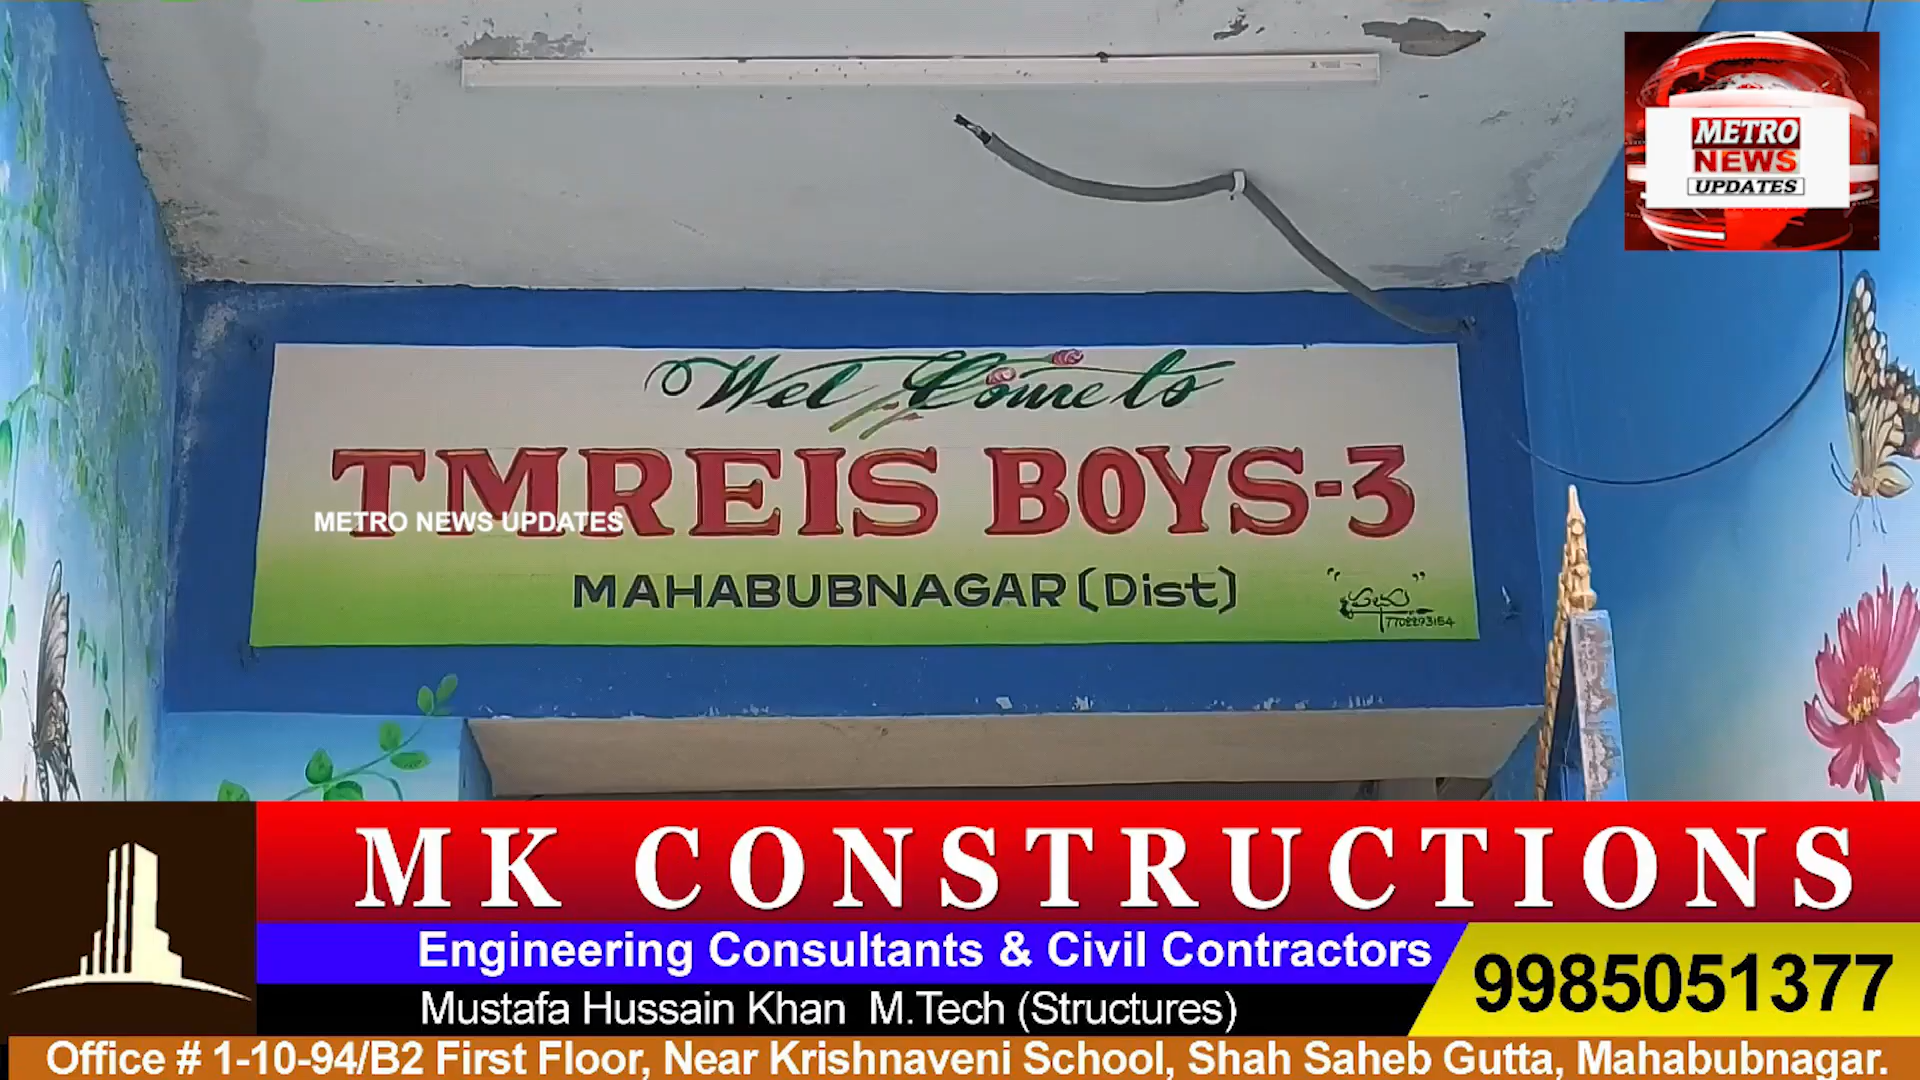 METRO
NEWS
UPDATES
Wel Come to
TMREIS BOYS-3
METRO NEWS UPDATES
MAHABUBNAGAR (Dist)
7702293154
MK CONSTRUCTIONS
Engineering Consultants & Civil Contractors
9985051377
Mustafa Hussain Khan M.Tech (Structures)
Office # 1-10-94/B2 First Floor, Near Krishnaveni School, Shah Saheb Gutta, Mahabubnagar.